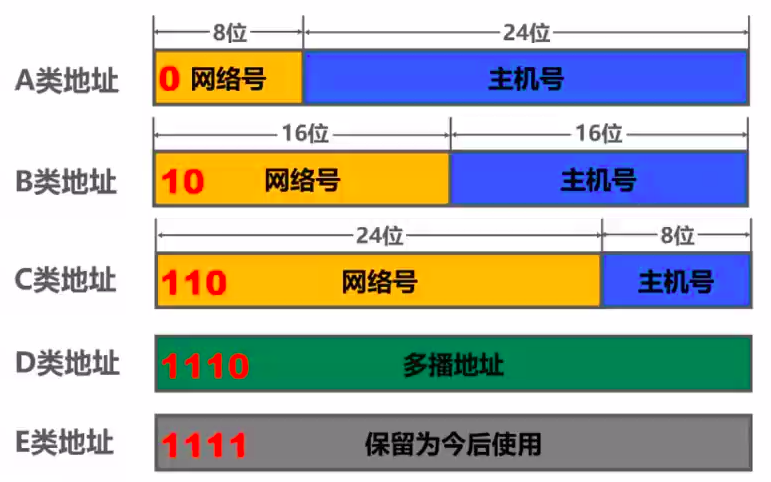 8位 24位
A类地址 0 网络号 主机号
16位 16位
B类地址 10 网络号 主机号
24位 8位
C类地址 110 网络号 主机号
D类地址 1110 多播地址
E类地址 1111 保留为今后使用